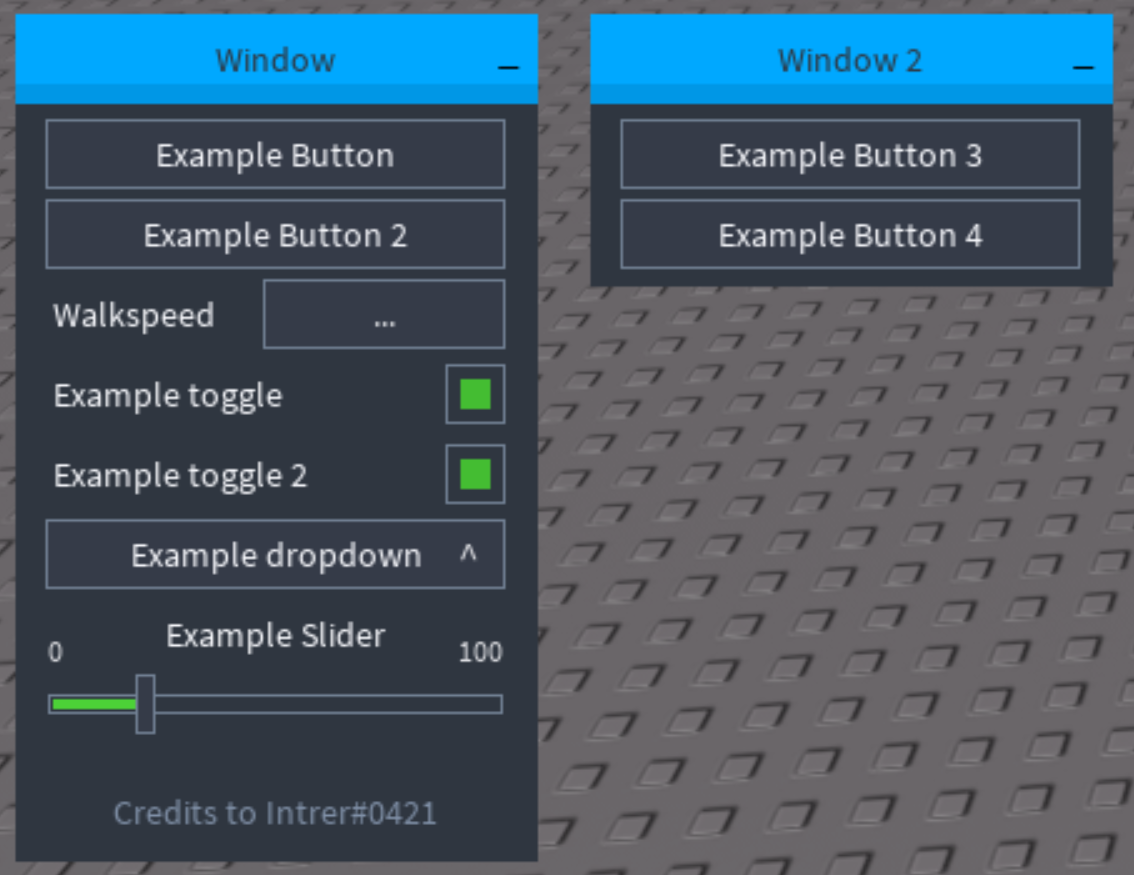 Window
Example Button
Example Button 2
Walkspeed ...
Example toggle
Example toggle 2
Example dropdown ^
Example Slider
0 100
Credits to Intrer#0421
Window 2
Example Button 3
Example Button 4